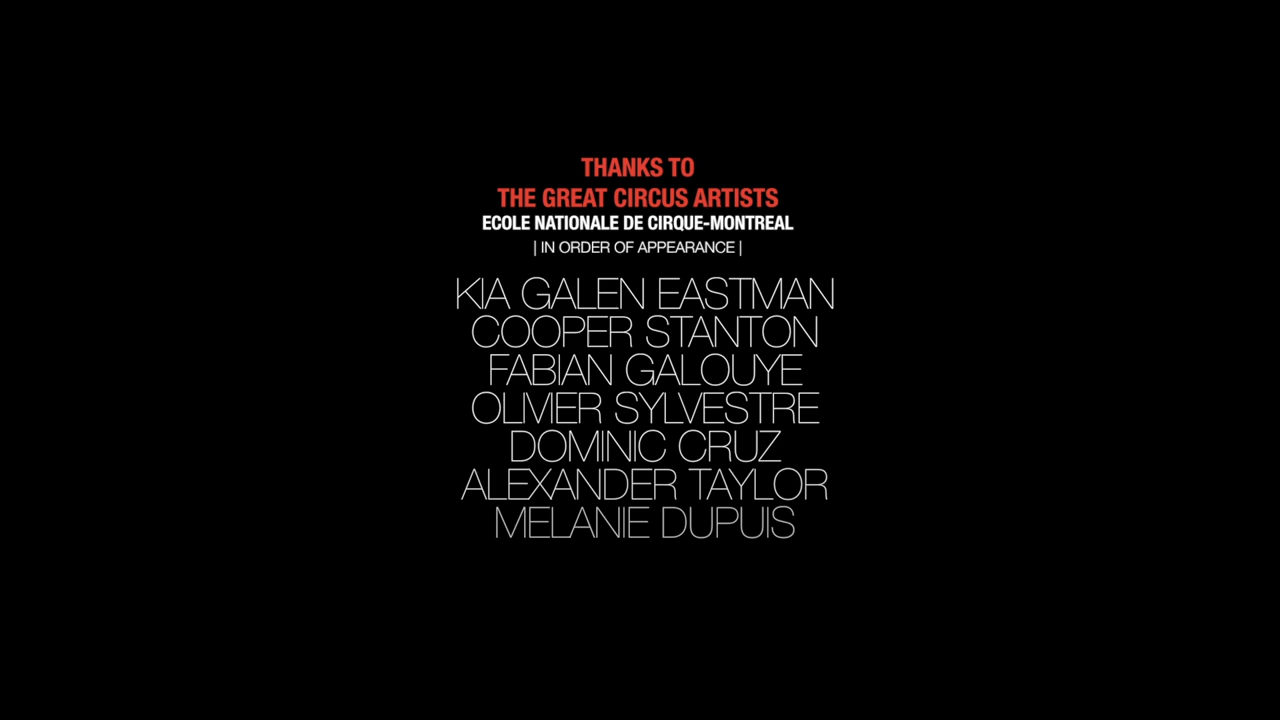 THANKS TO
THE GREAT CIRCUS ARTISTS
ECOLE NATIONALE DE CIRQUE-MONTREAL
| IN ORDER OF APPEARANCE |
KIA GALEN EASTMAN
COOPER STANTON
FABIAN GALOUYE
OLIVIER SYLVESTRE
DOMINIC CRUZ
ALEXANDER TAYLOR
MELANIE DUPUIS